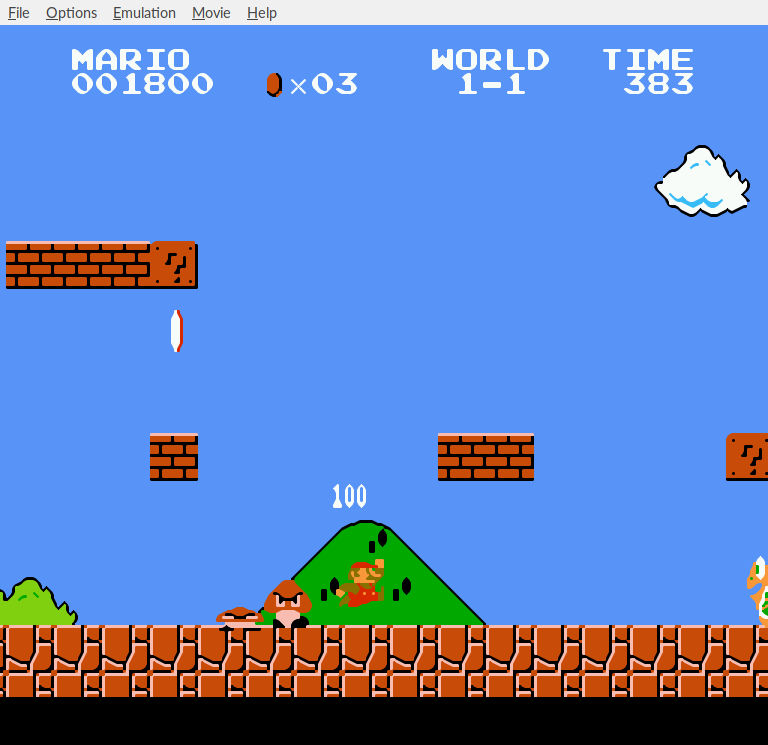 File Options Emulation Movie Help
MARIO WORLD TIME
001800 ×03 1-1 383
?
?
100